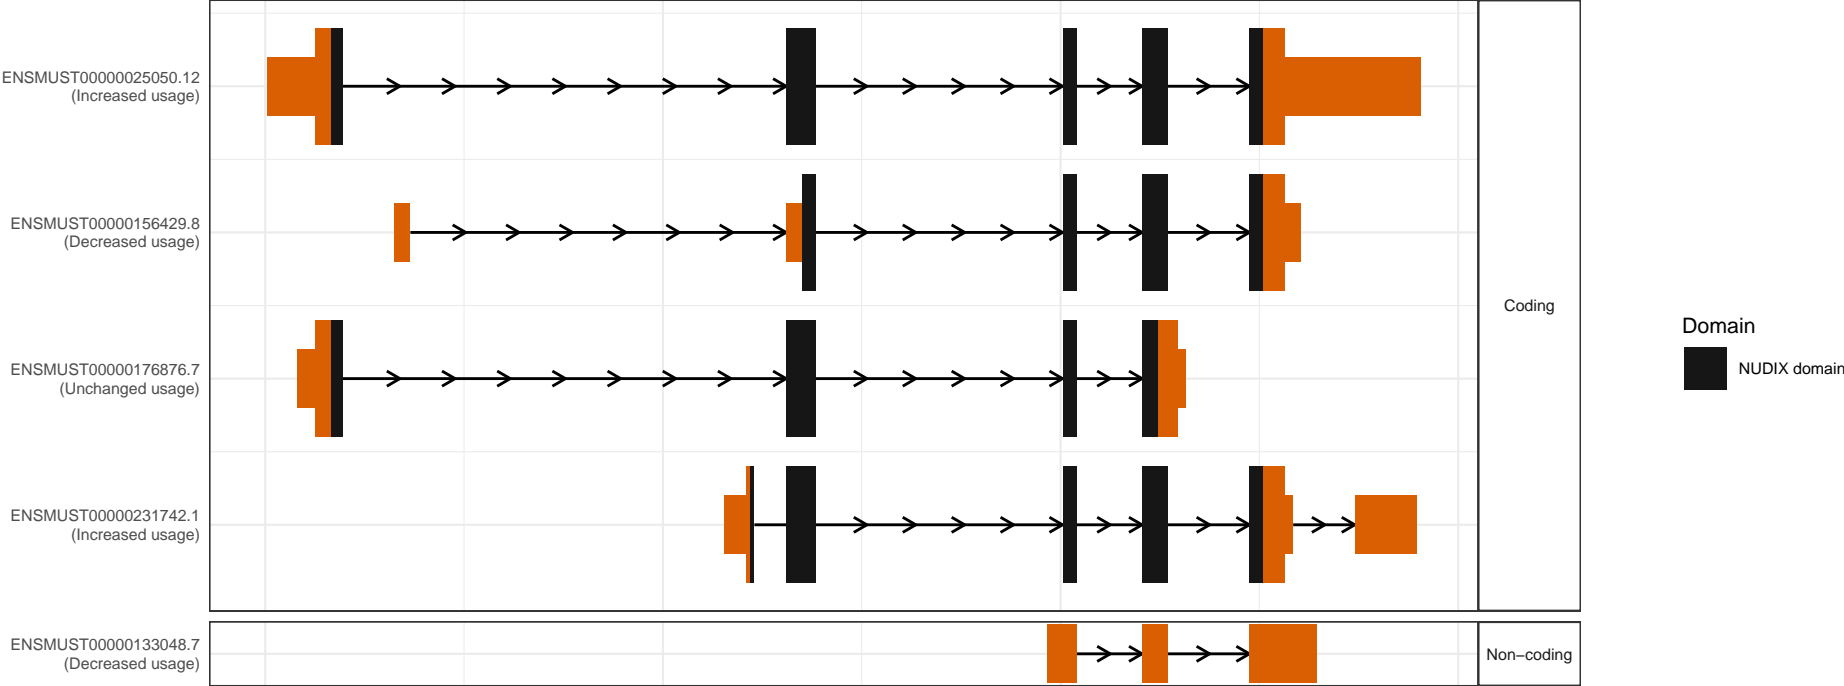 ENSMUST00000025050.12
(Increased usage)
ENSMUST00000156429.8
(Decreased usage)
ENSMUST00000176876.7
(Unchanged usage)
ENSMUST00000231742.1
(Increased usage)
ENSMUST00000133048.7
(Decreased usage)
Coding
Non−coding
Domain
NUDIX domain